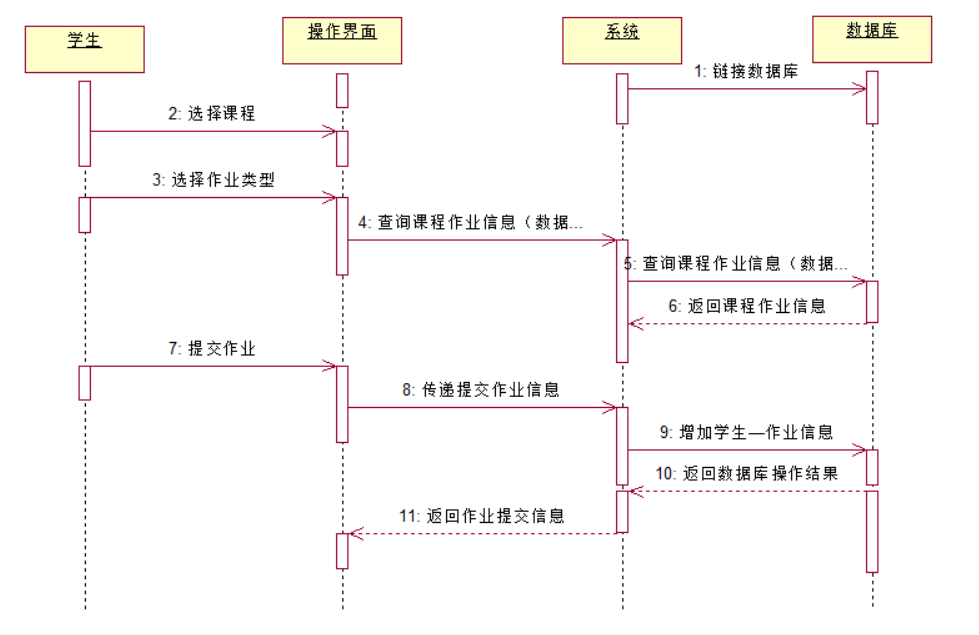 学生
操作界面
系统
数据库
1: 链接数据库
2: 选择课程
3: 选择作业类型
4: 查询课程作业信息（数据...
5: 查询课程作业信息（数据...
6: 返回课程作业信息
7: 提交作业
8: 传递提交作业信息
9: 增加学生—作业信息
10: 返回数据库操作结果
11: 返回作业提交信息